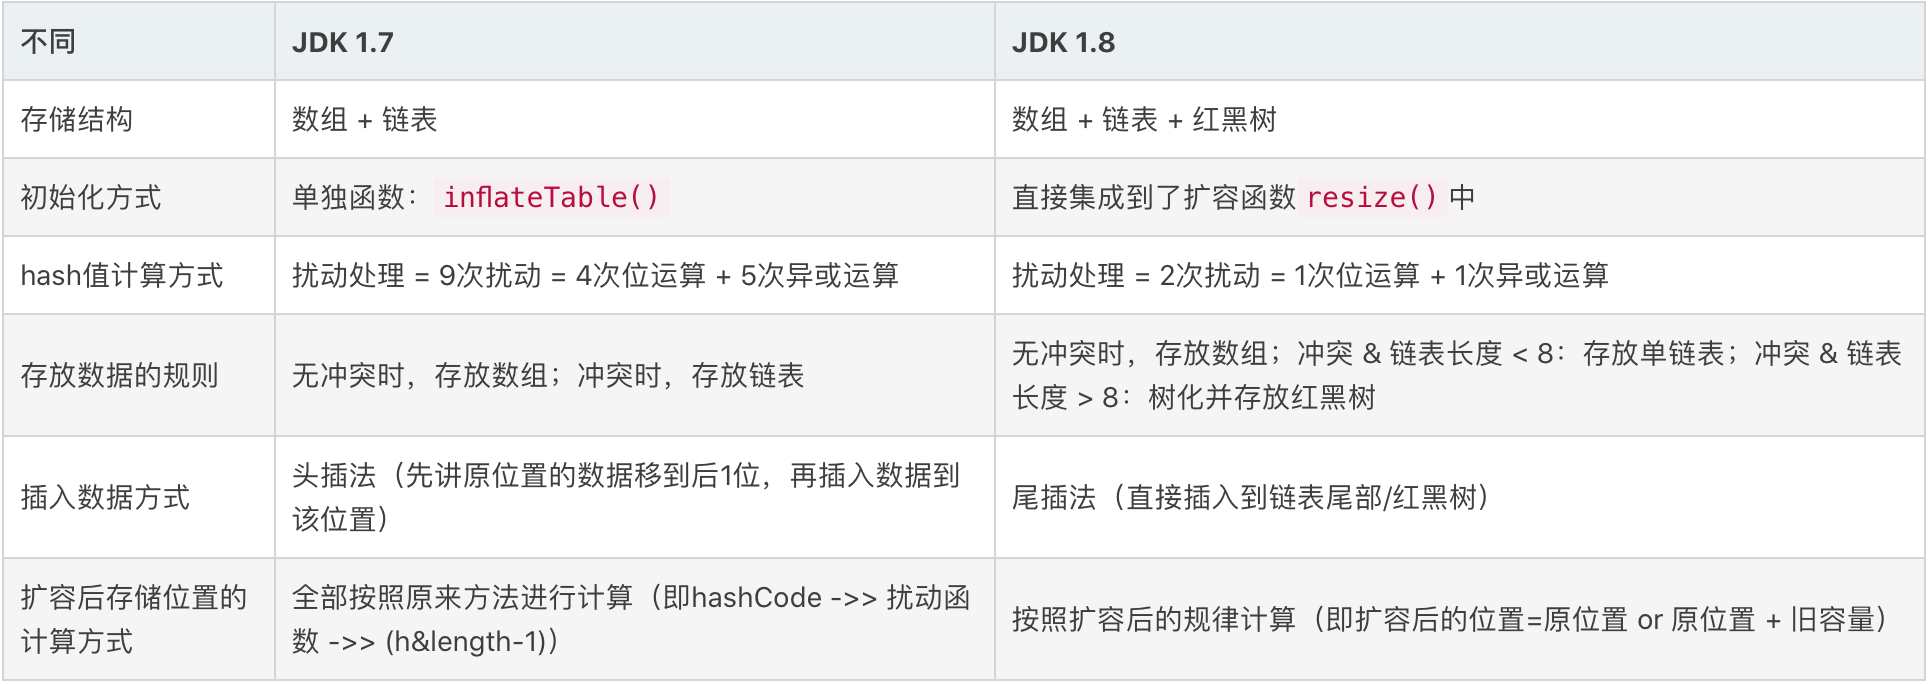 不同
JDK 1.7
JDK 1.8
存储结构
数组 + 链表
数组 + 链表 + 红黑树
初始化方式
单独函数：inflateTable()
直接集成到了扩容函数resize()中
hash值计算方式
扰动处理 = 9次扰动 = 4次位运算 + 5次异或运算
扰动处理 = 2次扰动 = 1次位运算 + 1次异或运算
存放数据的规则
无冲突时，存放数组；冲突时，存放链表
无冲突时，存放数组；冲突 & 链表长度 < 8：存放单链表；冲突 & 链表
长度 > 8：树化并存放红黑树
插入数据方式
头插法（先讲原位置的数据移到后1位，再插入数据到
该位置）
尾插法（直接插入到链表尾部/红黑树）
扩容后存储位置的
计算方式
全部按照原来方法进行计算（即hashCode ->> 扰动函
数 ->> (h&length-1)）
按照扩容后的规律计算（即扩容后的位置=原位置 or 原位置 + 旧容量）